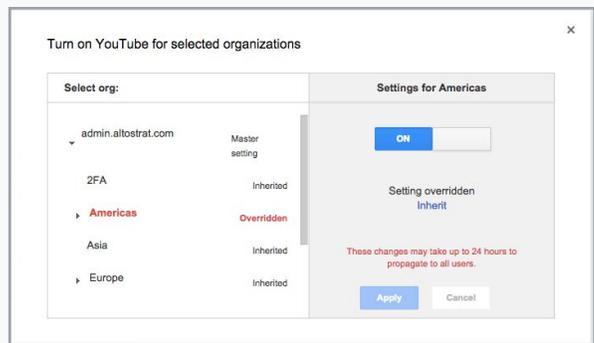 Turn on YouTube for selected organizations
Select org:
admin.altostrat.com
Master
setting
2FA
Inherited
Americas
Overridden
Asia
Inherited
Europe
Inherited
Settings for Americas
ON
Setting overridden
Inherit
These changes may take up to 24 hours to
propagate to all users.
Apply
Cancel